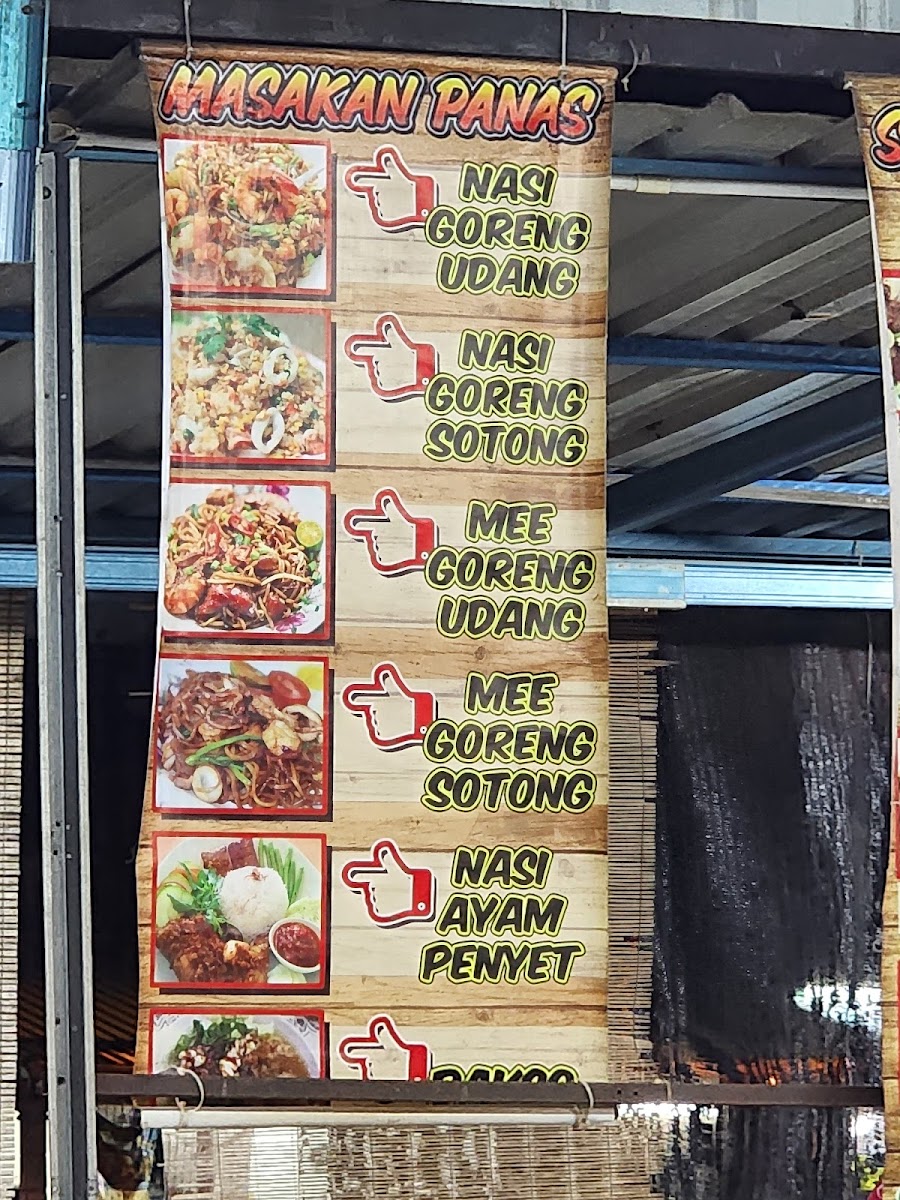 MASAKAN PANAS
NASI
GORENG
UDANG
NASI
GORENG
SOTONG
MEE
GORENG
UDANG
MEE
GORENG
SOTONG
NASI
AYAM
PENYET